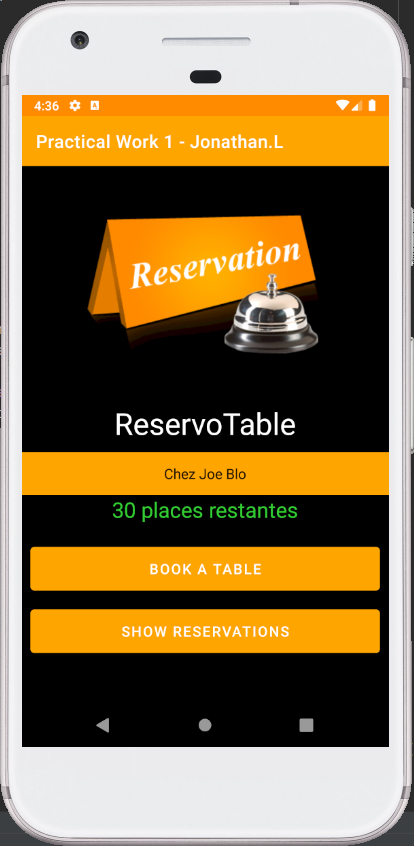 4:36
Practical Work 1 - Jonathan.L
Reservation
ReservoTable
Chez Joe Blo
30 places restantes
BOOK A TABLE
SHOW RESERVATIONS